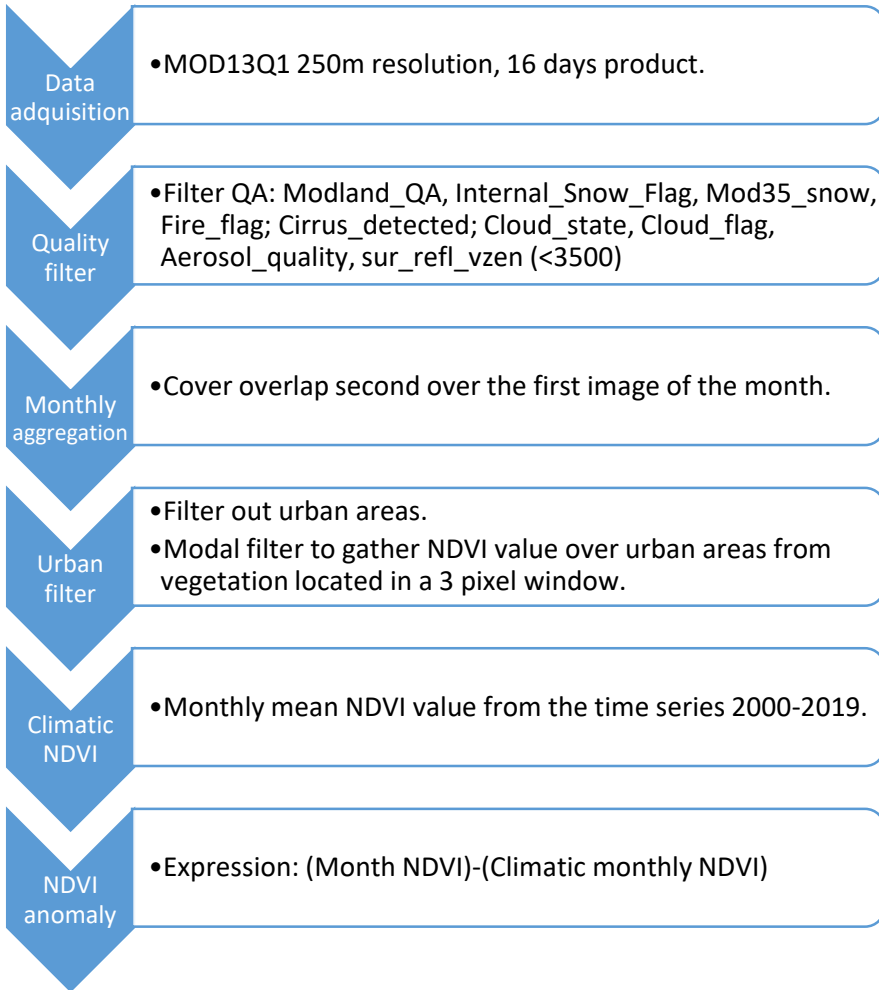 Data
adquisition
•MOD13Q1 250m resolution, 16 days product.
Quality
filter
•Filter QA: Modland_QA, Internal_Snow_Flag, Mod35_snow,
Fire_flag; Cirrus_detected; Cloud_state, Cloud_flag,
Aerosol_quality, sur_refl_vzen (<3500)
Monthly
aggregation
•Cover overlap second over the first image of the month.
Urban
filter
•Filter out urban areas.
•Modal filter to gather NDVI value over urban areas from
vegetation located in a 3 pixel window.
Climatic
NDVI
•Monthly mean NDVI value from the time series 2000-2019.
NDVI
anomaly
•Expression: (Month NDVI)-(Climatic monthly NDVI)